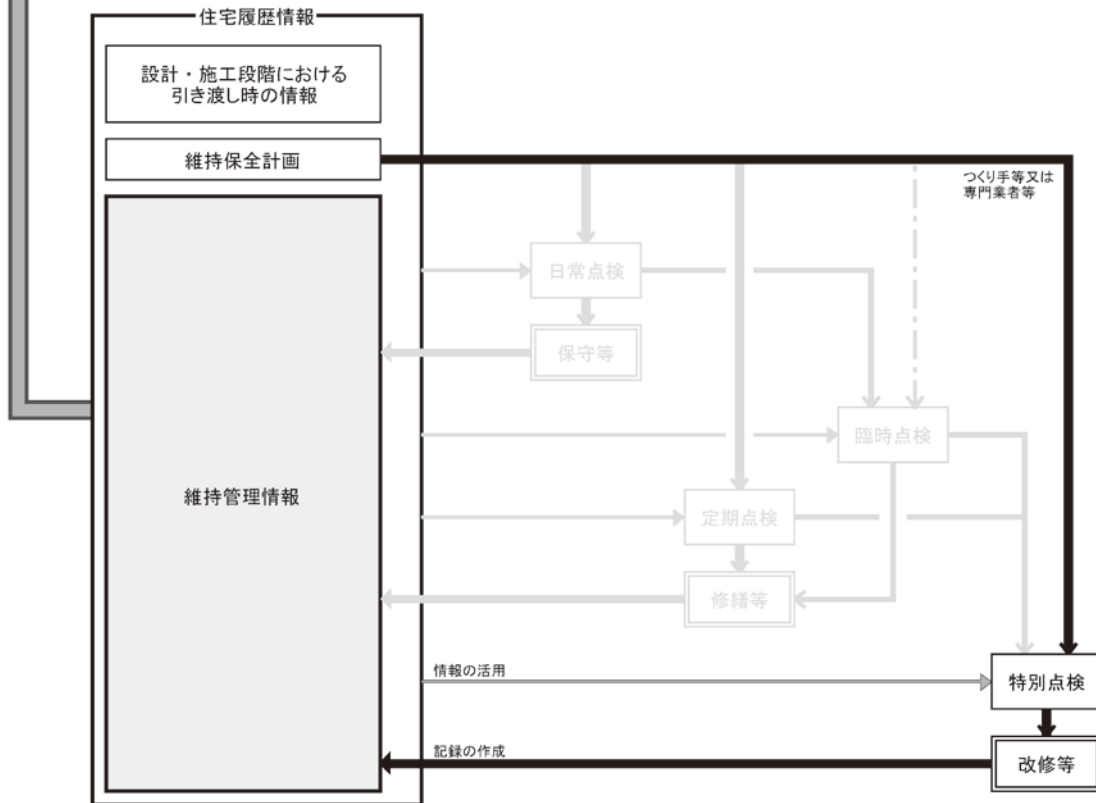 住宅履歴情報
設計・施工段階における
引き渡し時の情報
維持保全計画
つくり手等又は
専門業者等
日常点検
保守等
臨時点検
維持管理情報
定期点検
修繕等
情報の活用
特別点検
記録の作成
改修等